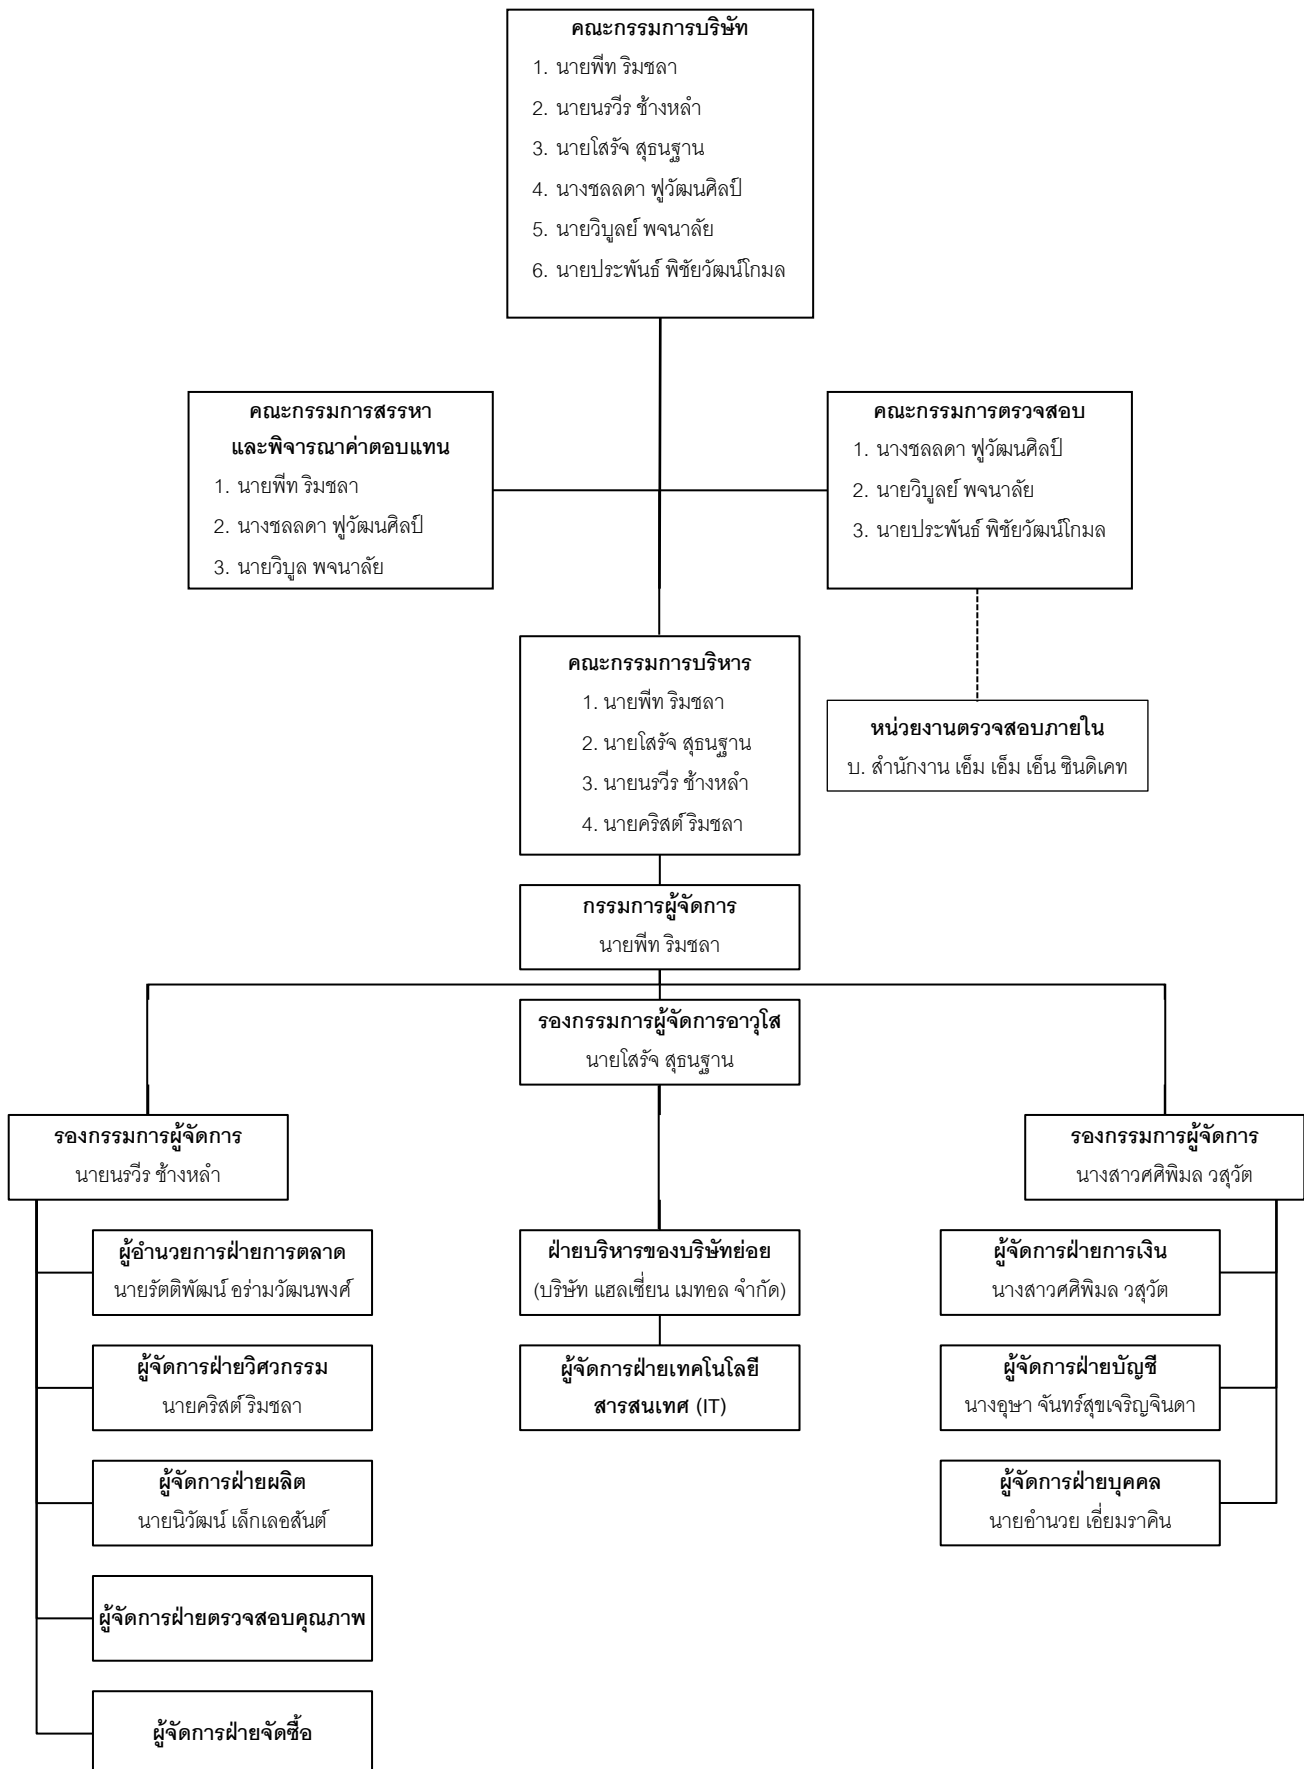 คณะกรรมการบริษัท
1. นายพีท ริมชลา
2. นายนรวีร ช้างหลำ
3. นายโสรัจ สุธนฐาน
4. นางชลลดา ฟูวัฒนศิลป์
5. นายวิบูลย์ พจนาลัย
6. นายประพันธ์ พิชัยวัฒน์โกมล
คณะกรรมการสรรหา
และพิจารณาค่าตอบแทน
1. นายพีท ริมชลา
2. นางชลลดา ฟูวัฒนศิลป์
3. นายวิบูล พจนาลัย
คณะกรรมการตรวจสอบ
1. นางชลลดา ฟูวัฒนศิลป์
2. นายวิบูลย์ พจนาลัย
3. นายประพันธ์ พิชัยวัฒน์โกมล
คณะกรรมการบริหาร
1. นายพีท ริมชลา
2. นายโสรัจ สุธนฐาน
3. นายนรวีร ช้างหลำ
4. นายคริสต์ ริมชลา
หน่วยงานตรวจสอบภายใน
บ. สำนักงาน เอ็ม เอ็ม เอ็น ซินดิเคท
กรรมการผู้จัดการ
นายพีท ริมชลา
รองกรรมการผู้จัดการอาวุโส
นายโสรัจ สุธนฐาน
รองกรรมการผู้จัดการ
นายนรวีร ช้างหลำ
รองกรรมการผู้จัดการ
นางสาวศศิพิมล วสุวัต
ผู้อำนวยการฝ่ายการตลาด
นายรัตติพัฒน์ อร่ามวัฒนพงศ์
ฝ่ายบริหารของบริษัทย่อย
(บริษัท แฮลเซี่ยน เมทอล จำกัด)
ผู้จัดการฝ่ายการเงิน
นางสาวศศิพิมล วสุวัต
ผู้จัดการฝ่ายวิศวกรรม
นายคริสต์ ริมชลา
ผู้จัดการฝ่ายเทคโนโลยี
สารสนเทศ (IT)
ผู้จัดการฝ่ายบัญชี
นางอุษา จันทร์สุขเจริญจินดา
ผู้จัดการฝ่ายผลิต
นายนิวัฒน์ เล็กเลอสันต์
ผู้จัดการฝ่ายบุคคล
นายอำนวย เอี่ยมราคิน
ผู้จัดการฝ่ายตรวจสอบคุณภาพ
ผู้จัดการฝ่ายจัดซื้อ